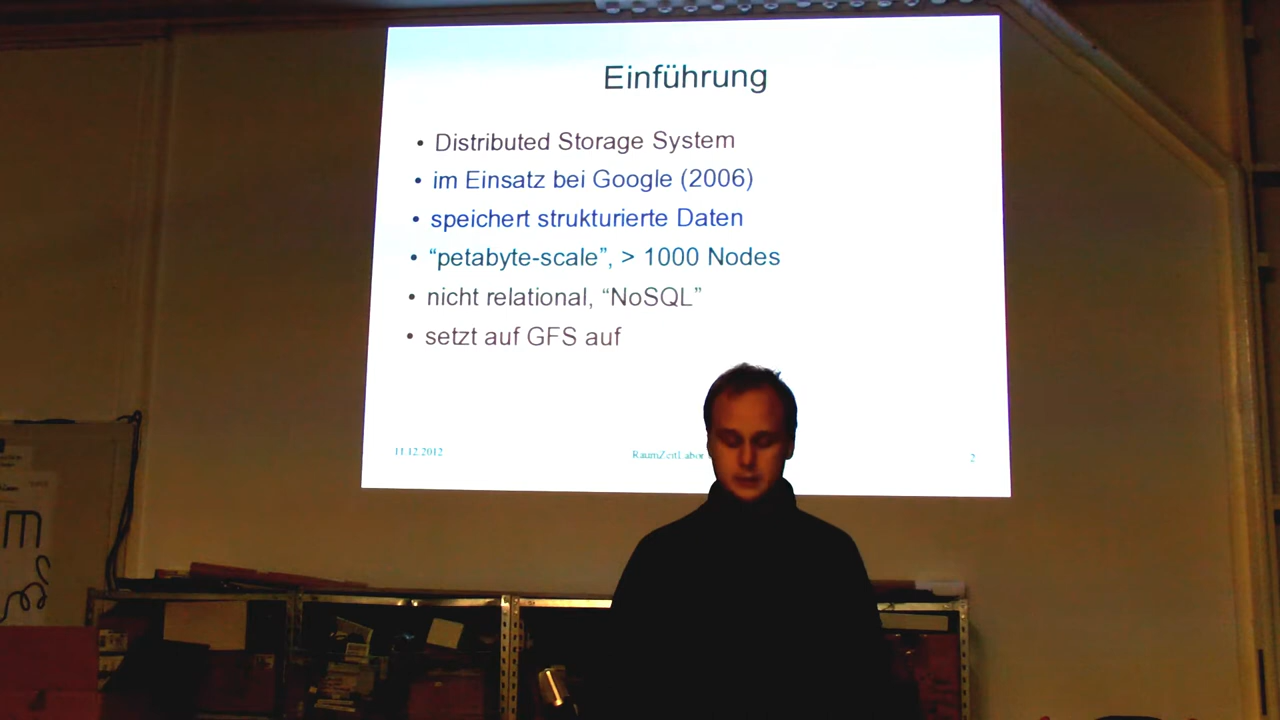 Einführung
• Distributed Storage System
• im Einsatz bei Google (2006)
• speichert strukturierte Daten
• “petabyte-scale”, > 1000 Nodes
• nicht relational, “NoSQL”
• setzt auf GFS auf
11.12.2012 RaumZeitLabor 2